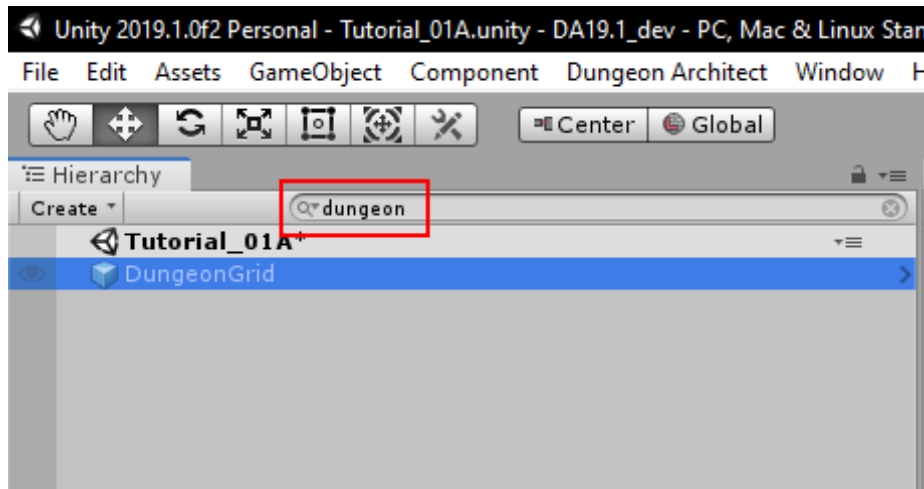 Unity 2019.1.0f2 Personal - Tutorial_01A.unity - DA19.1_dev - PC, Mac & Linux Stan
File Edit Assets GameObject Component Dungeon Architect Window H
Center Global
Hierarchy
Create dungeon
Tutorial_01A*
DungeonGrid